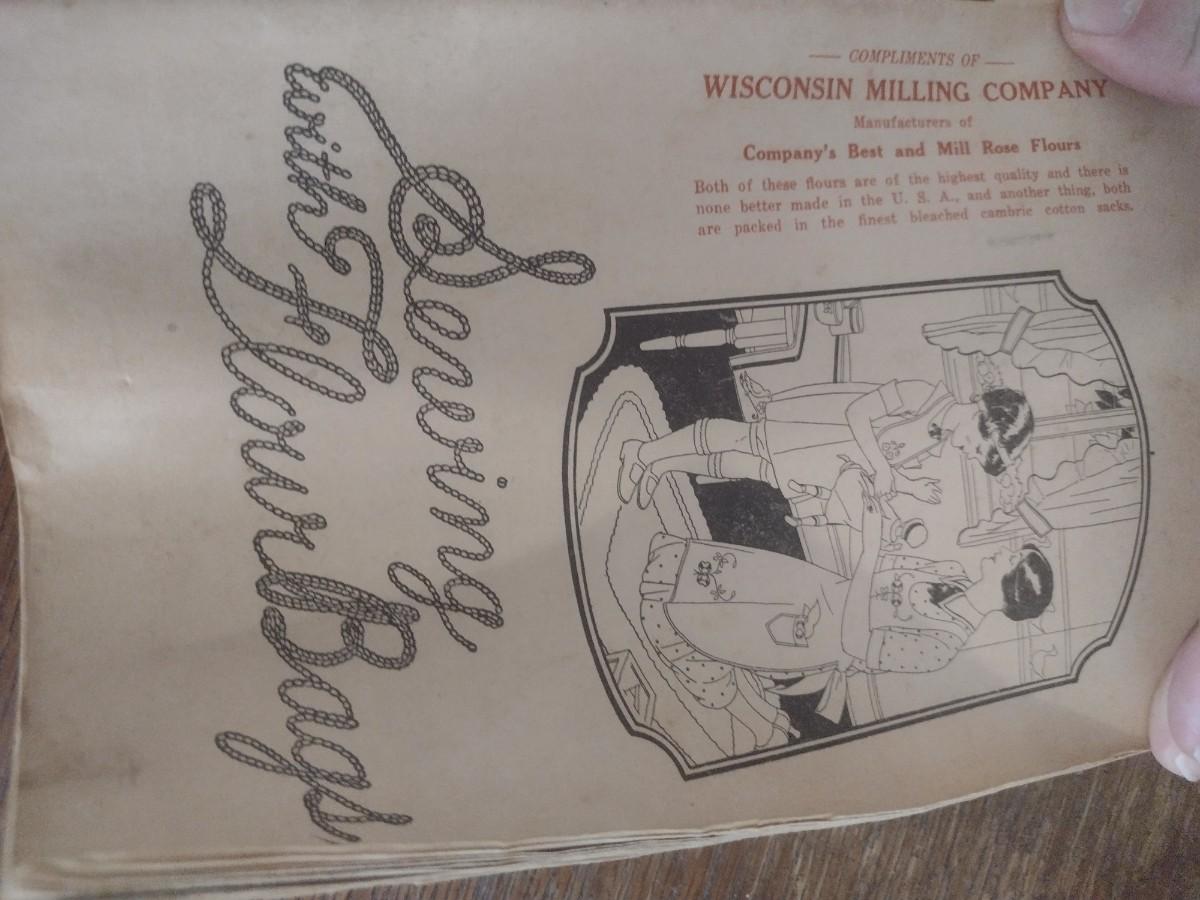 COMPLIMENTS OF
WISCONSIN MILLING COMPANY
Manufacturers of
Company's Best and Mill Rose Flours
Both of these flours are of the highest quality and there is
none better made in the U. S. A., and another thing, both
are packed in the finest bleached cambric cotton sacks.
Sewing
with Flour Bags